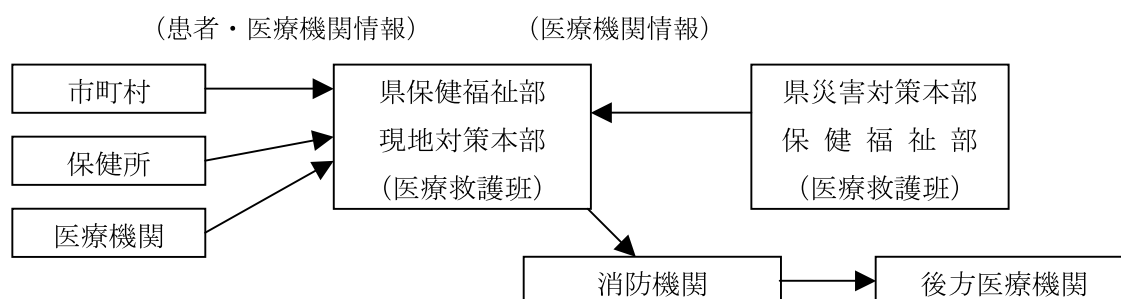 （患者・医療機関情報）
（医療機関情報）
市町村
保健所
医療機関
県保健福祉部
現地対策本部
（医療救護班）
県災害対策本部
保 健 福 祉 部
（医療救護班）
消防機関
後方医療機関